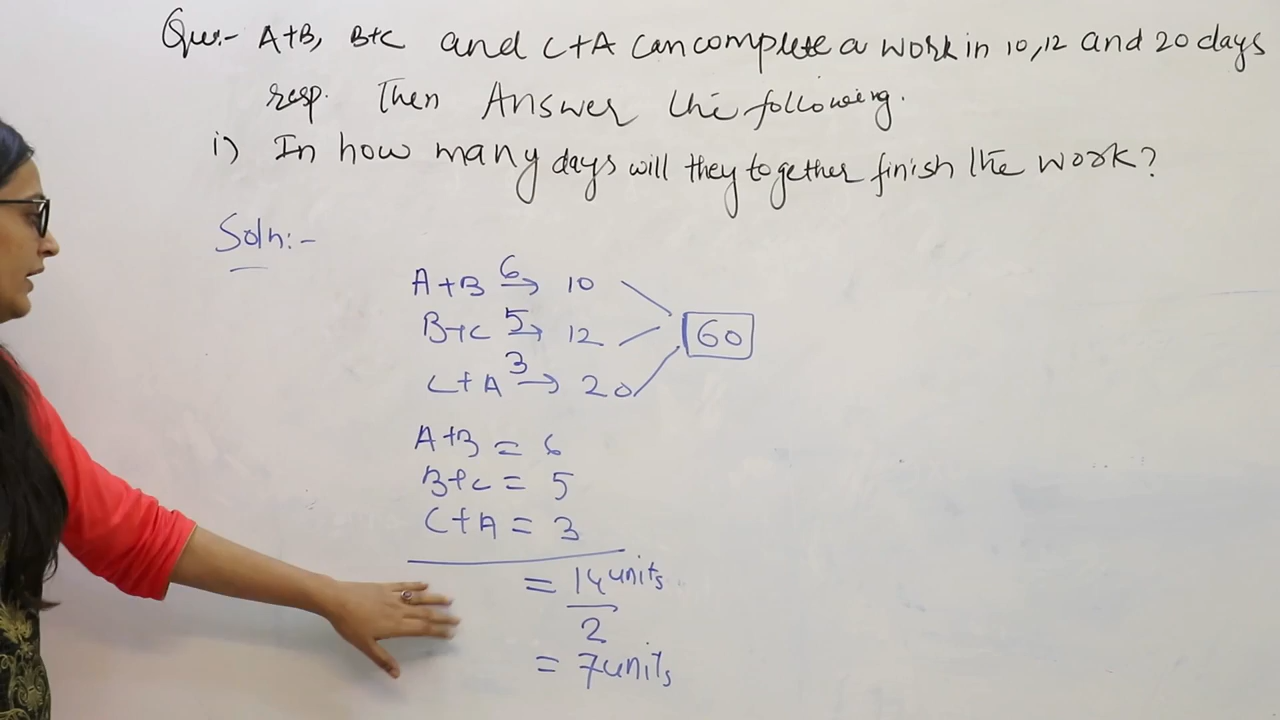 Que:- A+B, B+C and C+A can complete a work in 10, 12 and 20 days
resp. Then Answer the following.
i) In how many days will they together finish the work?
Soln:-
A+B 6→ 10
B+C 5→ 12
60
C+A 3→ 20
A+B = 6
B+C = 5
C+A = 3
= 14 units
2
= 7 units